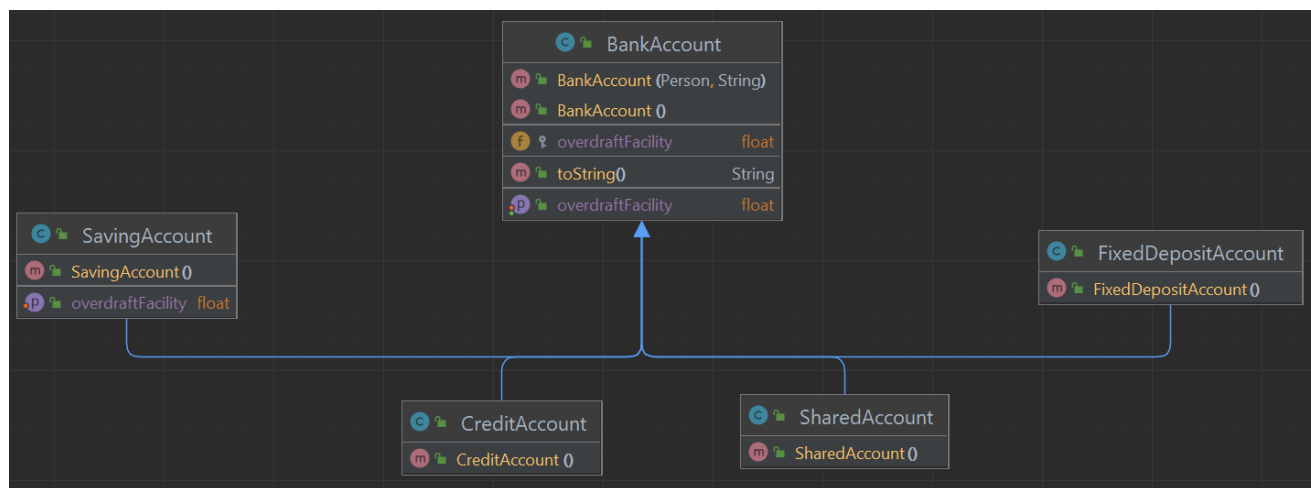 BankAccount
BankAccount (Person, String)
BankAccount ()
overdraftFacility float
toString() String
overdraftFacility float
SavingAccount
SavingAccount ()
overdraftFacility float
FixedDepositAccount
FixedDepositAccount ()
CreditAccount
CreditAccount ()
SharedAccount
SharedAccount ()